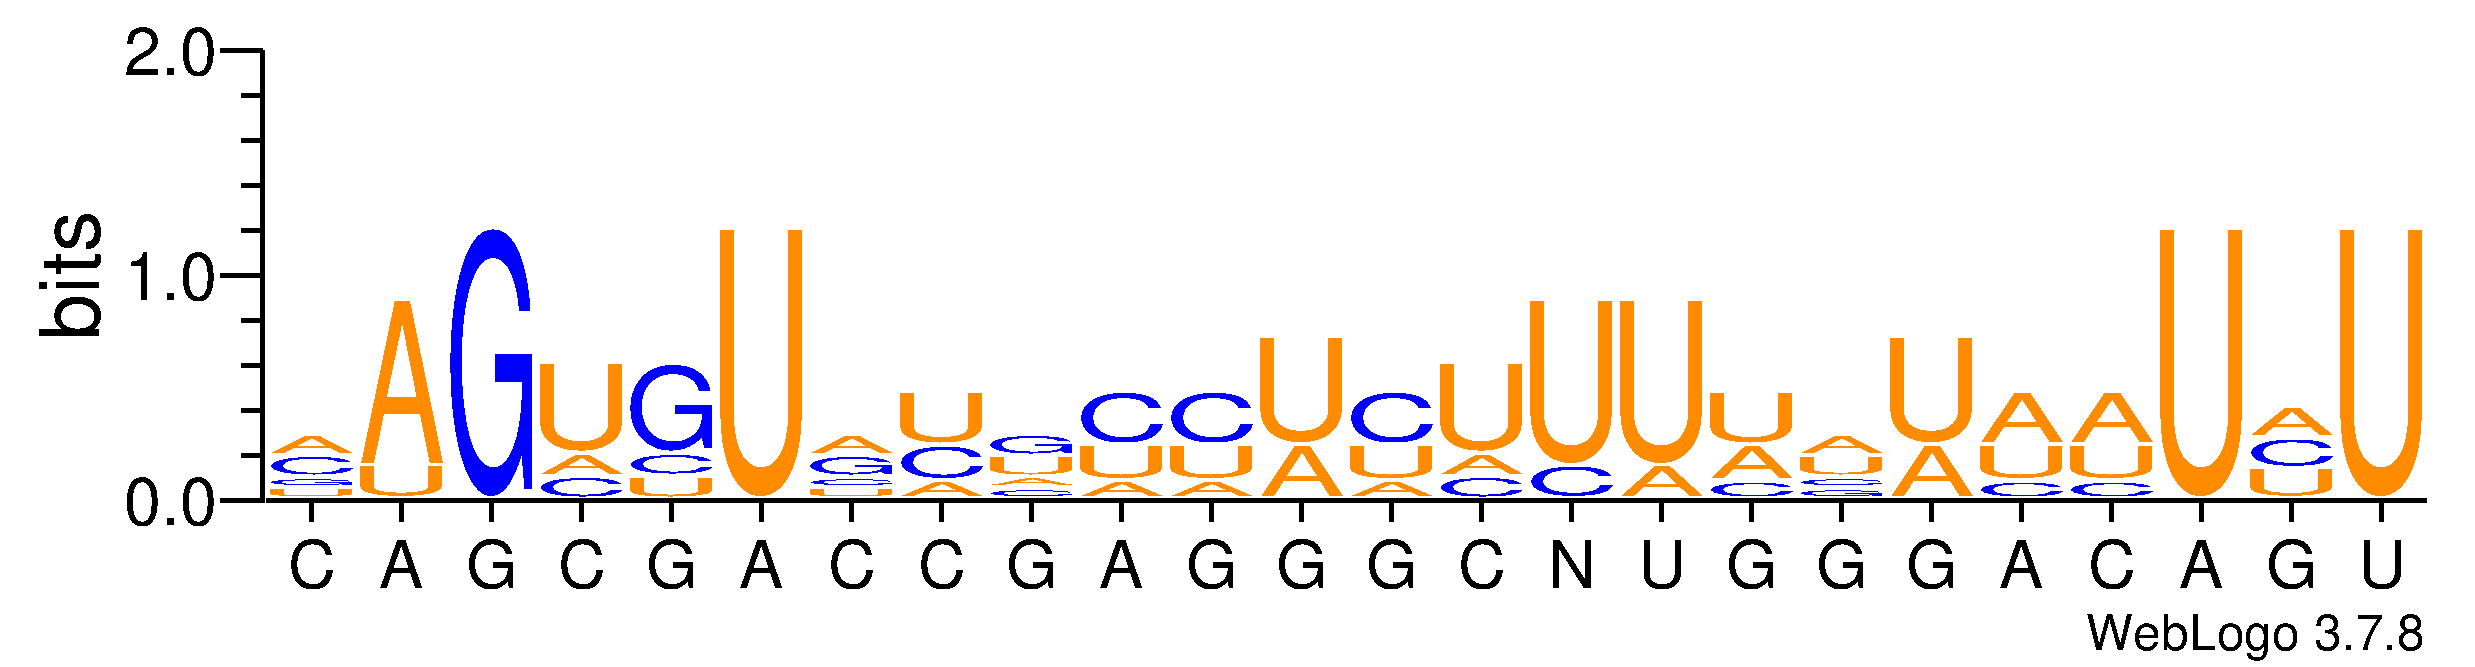 2.0
bits
1.0
0.0
A C G U
A U
G
U A C
G C U
U
A G C U
U C A
G U A C
C U A
C U A
U A
C U A
U A C
U C
U A
U A C
A U C G
U A
A U C
A U C
U
A C U
U
C A G C G A C C G A G G G C N U G G G A C A G U
WebLogo 3.7.8